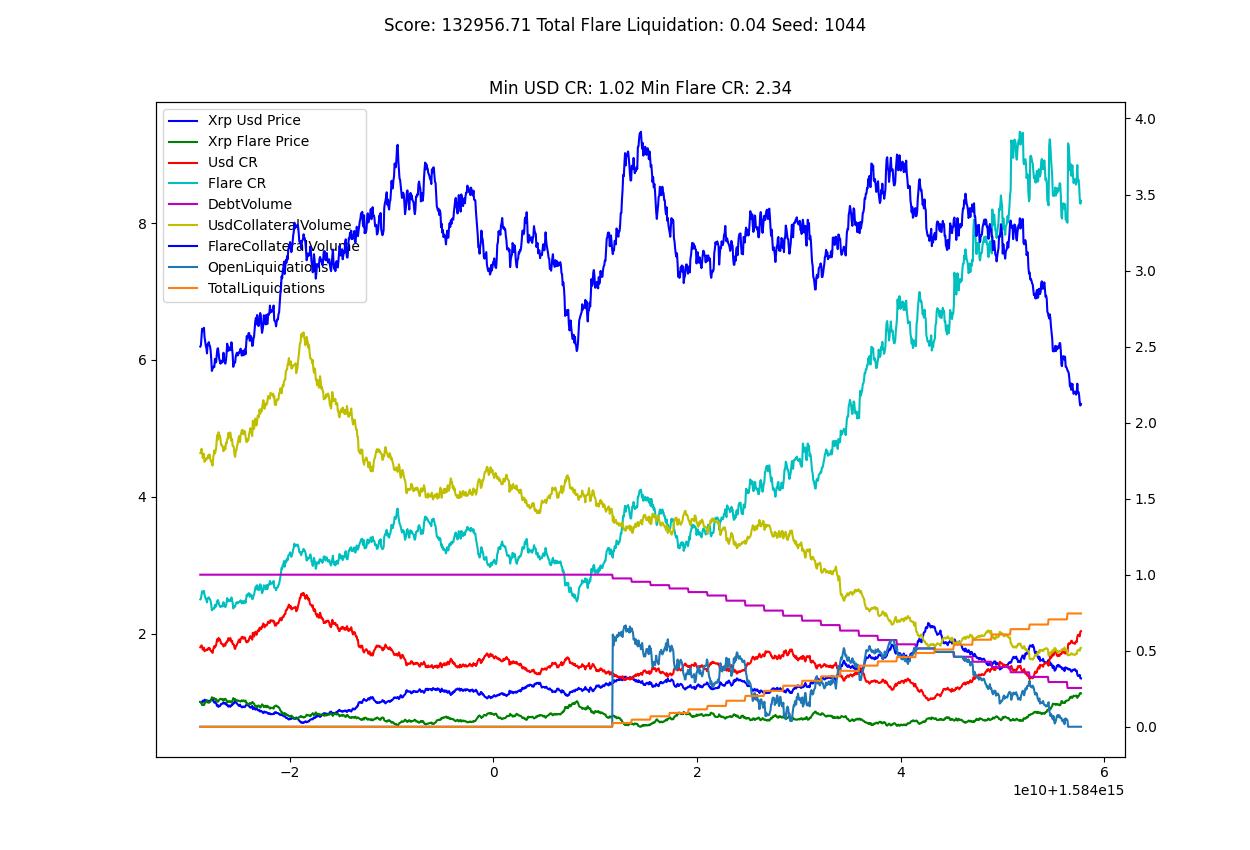 Score: 132956.71 Total Flare Liquidation: 0.04 Seed: 1044
Min USD CR: 1.02 Min Flare CR: 2.34
Xrp Usd Price
Xrp Flare Price
Usd CR
Flare CR
DebtVolume
UsdCollateralVolume
FlareCollateralVolume
OpenLiquidations
TotalLiquidations
8
6
4
2
4.0
3.5
3.0
2.5
2.0
1.5
1.0
0.5
0.0
−2
0
2
4
6
1e10+1.584e15